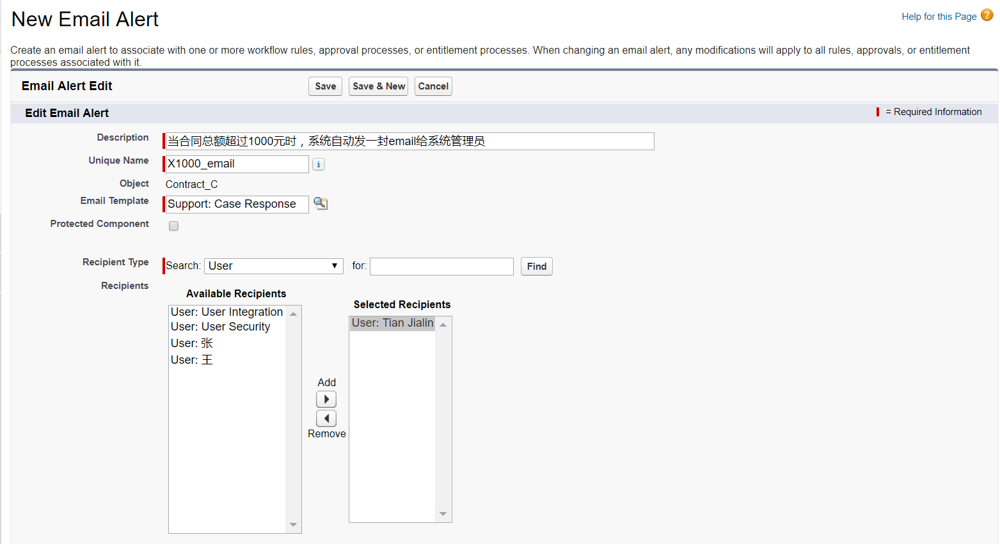 New Email Alert
Help for this Page
Create an email alert to associate with one or more workflow rules, approval processes, or entitlement processes. When changing an email alert, any modifications will apply to all rules, approvals, or entitlement
processes associated with it.
Email Alert Edit
Save
Save & New
Cancel
Edit Email Alert
= Required Information
Description
当合同总额超过1000元时，系统自动发一封email给系统管理员
Unique Name
X1000_email
Object
Contract_C
Email Template
Support: Case Response
Protected Component
Recipient Type
Search:
User
for:
Find
Recipients
Available Recipients
User: User Integration
User: User Security
User: 张
User: 王
Add
Remove
Selected Recipients
User: Tian Jialin